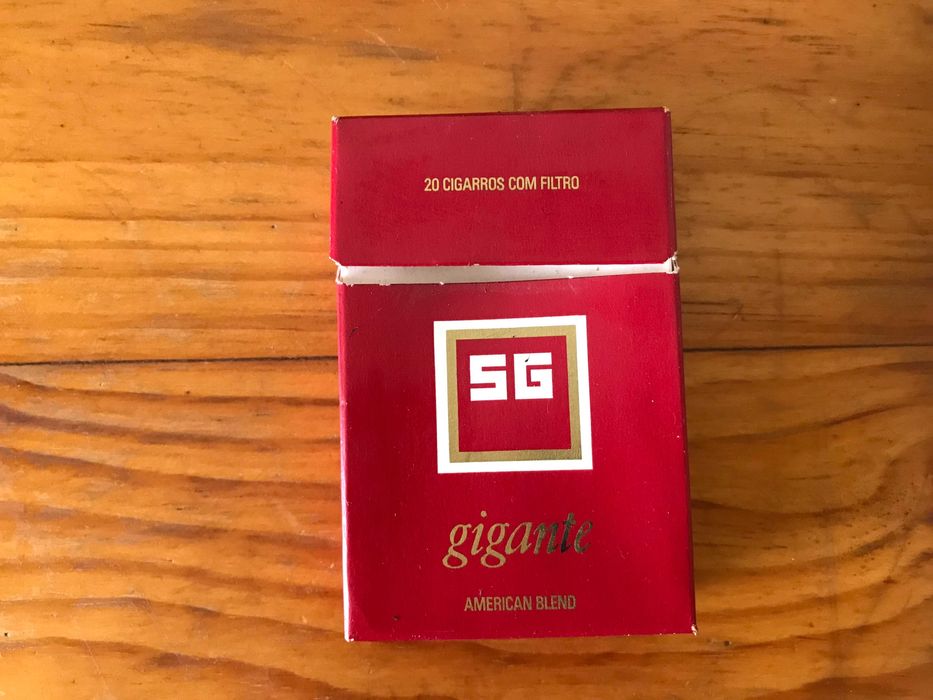 20 CIGARROS COM FILTRO
SG
gigante
AMERICAN BLEND